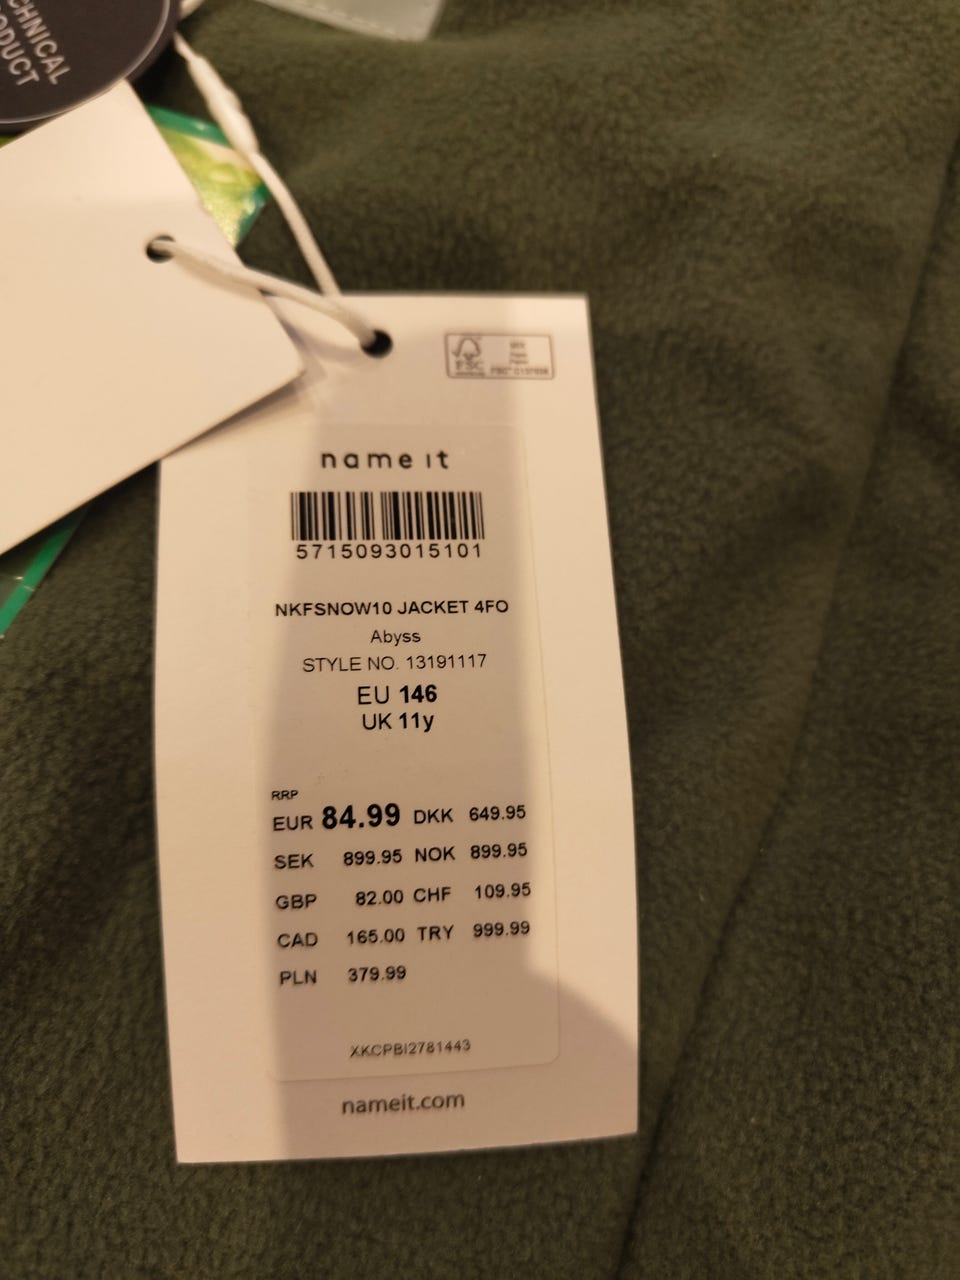 CHNICAL
ODUCT
FSC
name it
5715093015101
NKFSNOW10 JACKET 4FO
Abyss
STYLE NO. 13191117
EU 146
UK 11y
RRP
EUR 84.99 DKK 649.95
SEK 899.95 NOK 899.95
GBP 82.00 CHF 109.95
CAD 165.00 TRY 999.99
PLN 379.99
XKCPBI2781443
nameit.com